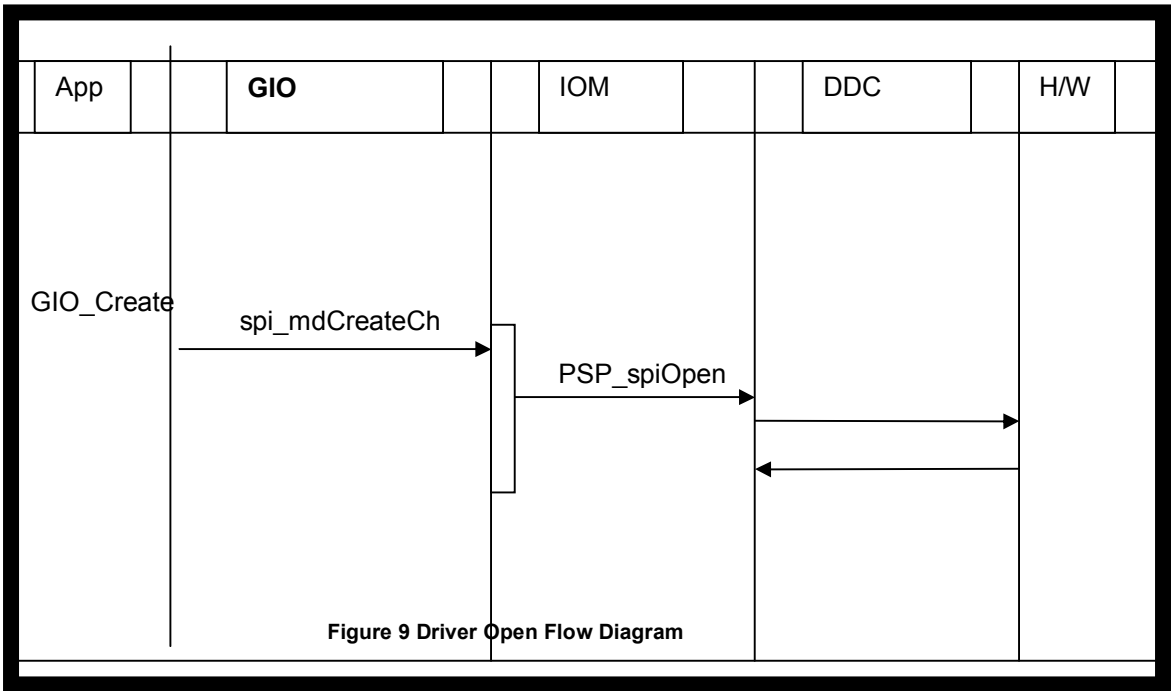 App
GIO
IOM
DDC
H/W
GIO_Create
spi_mdCreateCh
PSP_spiOpen
Figure 9 Driver Open Flow Diagram